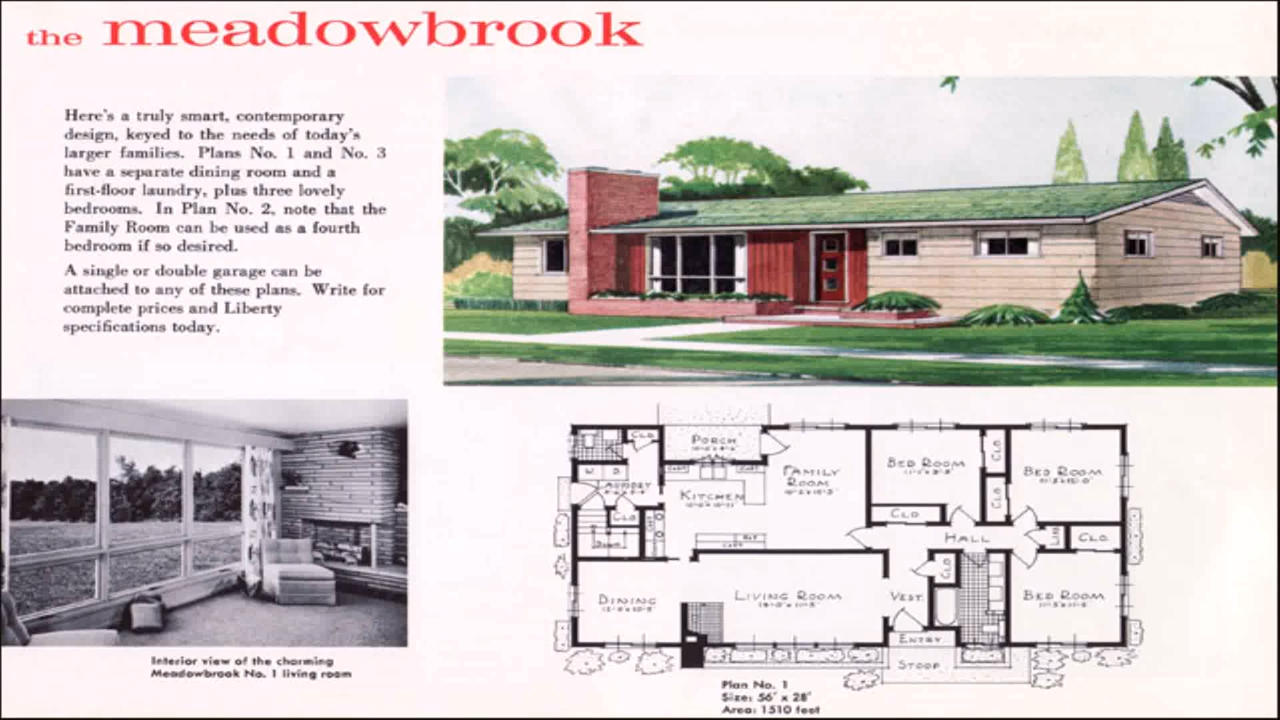 the meadowbrook
Here's a truly smart, contemporary
design, keyed to the needs of today's
larger families. Plans No. 1 and No. 3
have a separate dining room and a
first-floor laundry, plus three lovely
bedrooms. In Plan No. 2, note that the
Family Room can be used as a fourth
bedroom if so desired.
A single or double garage can be
attached to any of these plans. Write for
complete prices and Liberty
specifications today.
Interior view of the charming
Meadowbrook No. 1 living room
CLO.
PORCH
W. D.
LAUNDRY
CLO
Down
KITCHEN
FAMILY
ROOM
BED ROOM
CLO
CLO
CLO.
BED ROOM
HALL
LIN
CLO.
DINING
LIVING ROOM
VEST.
CLO
BED ROOM
ENTRY
STOOP
Plan No. 1
Size: 56' x 28'
Area: 1510 feet